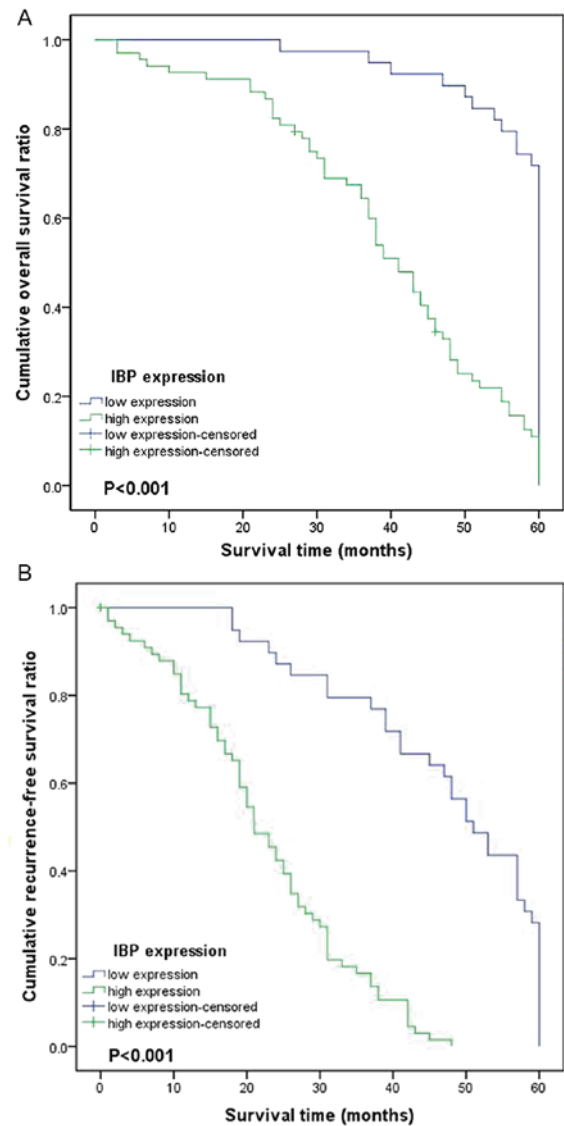 A
Cumulative overall survival ratio
1.0
0.8
0.6
0.4
0.2
0.0
IBP expression
low expression
high expression
low expression-censored
high expression-censored
P<0.001
0 10 20 30 40 50 60
Survival time (months)
B
Cumulative recurrence-free survival ratio
1.0
0.8
0.6
0.4
0.2
0.0
IBP expression
low expression
high expression
low expression-censored
high expression-censored
P<0.001
0 10 20 30 40 50 60
Survival time (months)